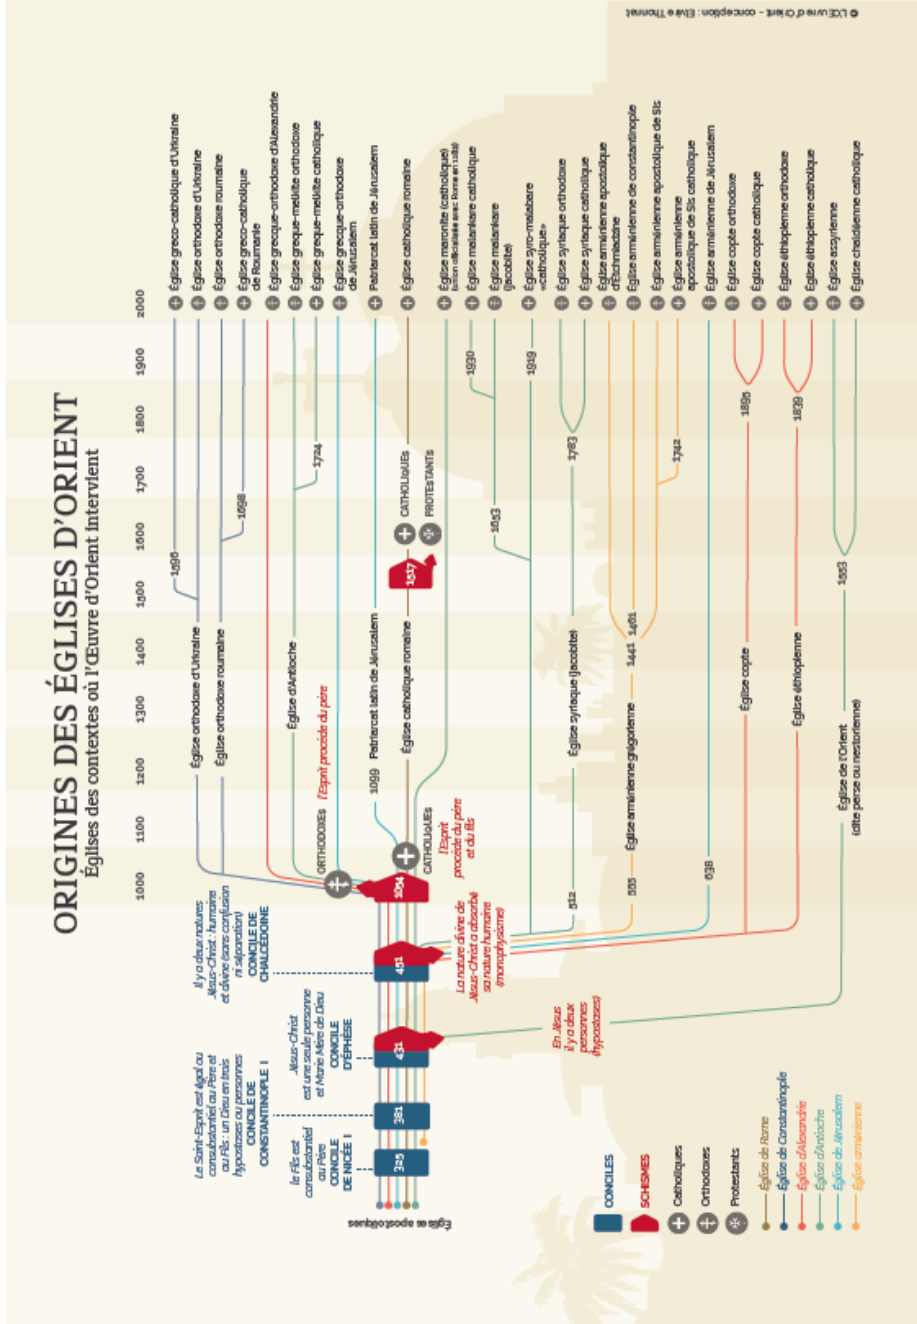 ORIGINES DES ÉGLISES D'ORIENT
Églises des contextes où l'Œuvre d'Orient intervient
1000
1100
1200
1300
1400
1500
1600
1700
1800
1900
2000
le Fils est
consubstantiel
au Père
CONCILE
DE NICÉE I
Le Saint-Esprit est égal ou
consubstantiel au Père et
au Fils : un Dieu en trois
hypostases ou personnes
CONCILE DE
CONSTANTINOPLE I
Jésus-Christ
est une seule personne
et Marie Mère de Dieu
CONCILE
D'ÉPHÈSE
Il y a deux natures
Jésus-Christ : humaine
et divine (sans confusion
ni séparation)
CONCILE DE
CHALCÉDOINE
Églises apostoliques
325
381
431
451
1054
1517
ORTHODOXES
l'Esprit procède du père
CATHOLIQUES
l'Esprit
procède du père
et du fils
CATHOLIQUES
PROTESTANTS
La nature divine de
Jésus-Christ a absorbé
sa nature humaine
(monophysisme)
En Jésus
il y a deux
personnes
(hypostases)
Église orthodoxe d'Urkraine
1596
Église orthodoxe roumaine
1698
Église d'Antioche
1724
1099
Patriarcat latin de Jérusalem
Église catholique romaine
1653
1930
1919
512
Église syriaque (jacobite)
1783
555
Église arménienne grégorienne
1441
1461
1742
638
Église copte
1895
Église éthiopienne
1839
Église de l'Orient
(dite perse ou nestorienne)
1553
Église greco-catholique d'Urkraine
Église orthodoxe d'Urkraine
Église orthodoxe roumaine
Église greco-catholique
de Roumanie
Église grecque-orthodoxe d'Alexandrie
Église greque-melkite orthodoxe
Église greque-melkite catholique
Église grecque-orthodoxe
de Jérusalem
Patriarcat latin de Jérusalem
Église catholique romaine
Église maronite (catholique)
Église malankare catholique
Église malankare
(jacobite)
Église syro-malabare
«catholique»
Église syriaque orthodoxe
Église syriaque catholique
Église arménienne apostolique
d'Etchmiadzine
Église arménienne de constantinople
Église arménienne apostolique de Sis
Église arménienne
apostolique de Sis catholique
Église arménienne de Jérusalem
Église copte orthodoxe
Église copte catholique
Église éthiopienne orthodoxe
Église éthiopienne catholique
Église assyrienne
Église chaldéenne catholique
CONCILES
SCHISMES
Catholiques
Orthodoxes
Protestants
Église de Rome
Église de Constantinople
Église d'Alexandrie
Église d'Antioche
Église de Jérusalem
Église arménienne
© L'Œuvre d'Orient - conception : Elvire Thonnat